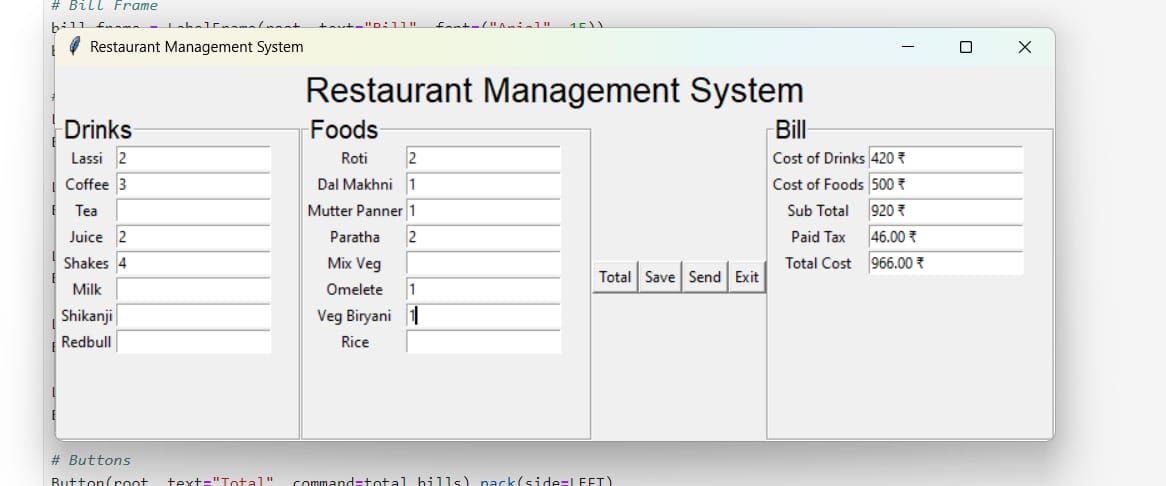 # Bill Frame
Restaurant Management System
Restaurant Management System
Drinks
Lassi 2
Coffee 3
Tea
Juice 2
Shakes 4
Milk
Shikanji
Redbull
Foods
Roti 2
Dal Makhni 1
Mutter Panner 1
Paratha 2
Mix Veg
Omelete 1
Veg Biryani 1
Rice
Total Save Send Exit
Bill
Cost of Drinks 420 ₹
Cost of Foods 500 ₹
Sub Total 920 ₹
Paid Tax 46.00 ₹
Total Cost 966.00 ₹
# Buttons
Button(root, text="Total", command=total_bills).pack(side=LEFT)